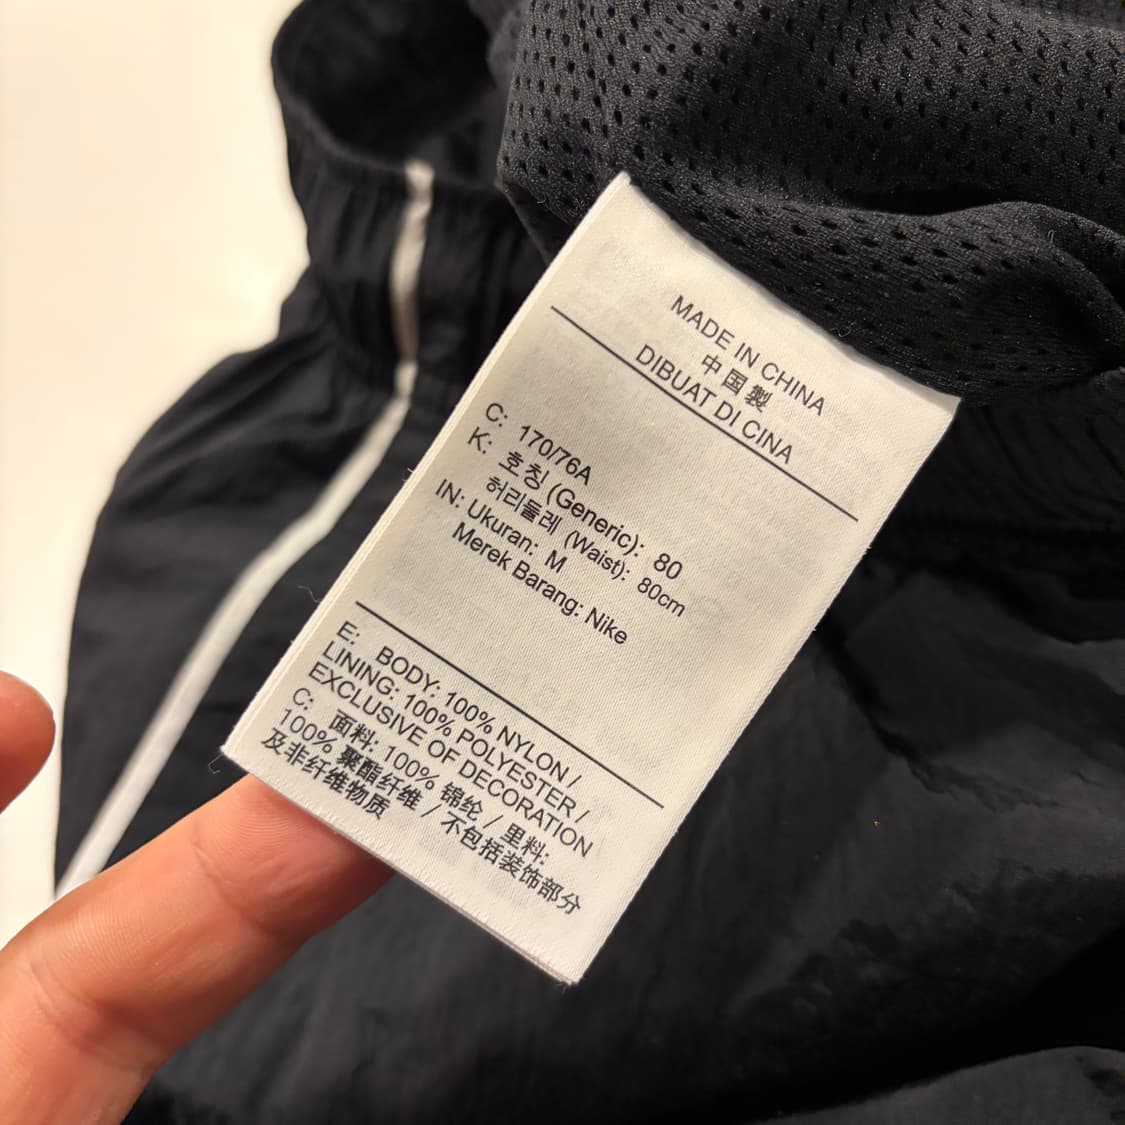 MADE IN CHINA
中国製
DIBUAT DI CINA
C: 170/76A
K: 호칭 (Generic): 80
허리둘레 (Waist): 80cm
IN: Ukuran: M
Merek Barang: Nike
E: BODY: 100% NYLON /
LINING: 100% POLYESTER /
EXCLUSIVE OF DECORATION
C: 面料: 100% 锦纶 / 里料:
100% 聚酯纤维 / 不包括装饰部分
及非纤维物质